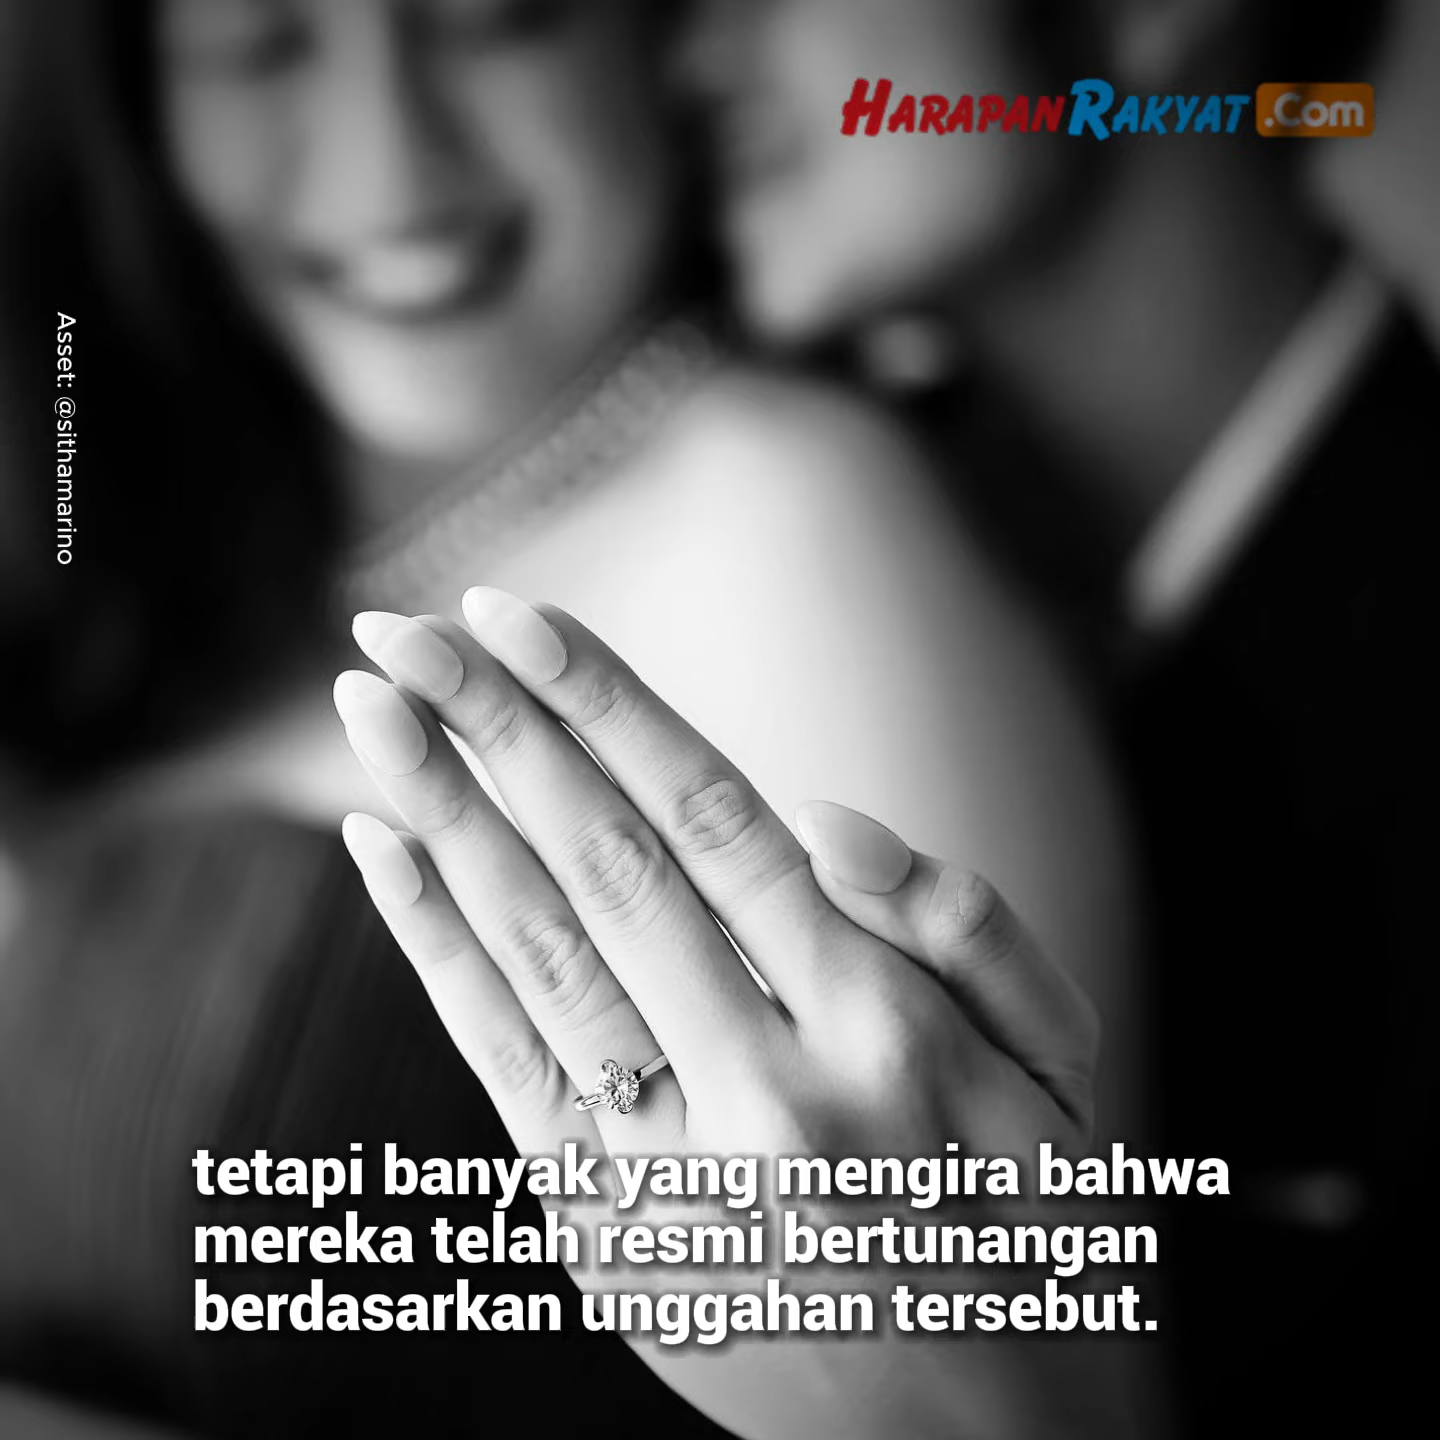 HARAPANRAKYAT.Com
Asset: @sithamarino
tetapi banyak yang mengira bahwa
mereka telah resmi bertunangan
berdasarkan unggahan tersebut.